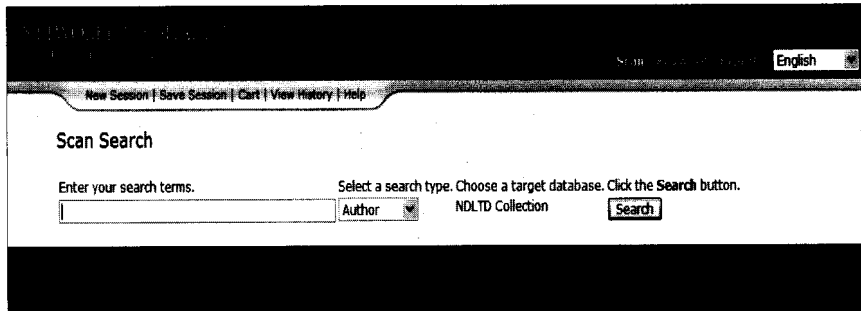 Scan
English
New Session | Save Session | Cart | View History | Help
Scan Search
Enter your search terms.
Select a search type. Choose a target database. Click the Search button.
Author
NDLTD Collection
Search